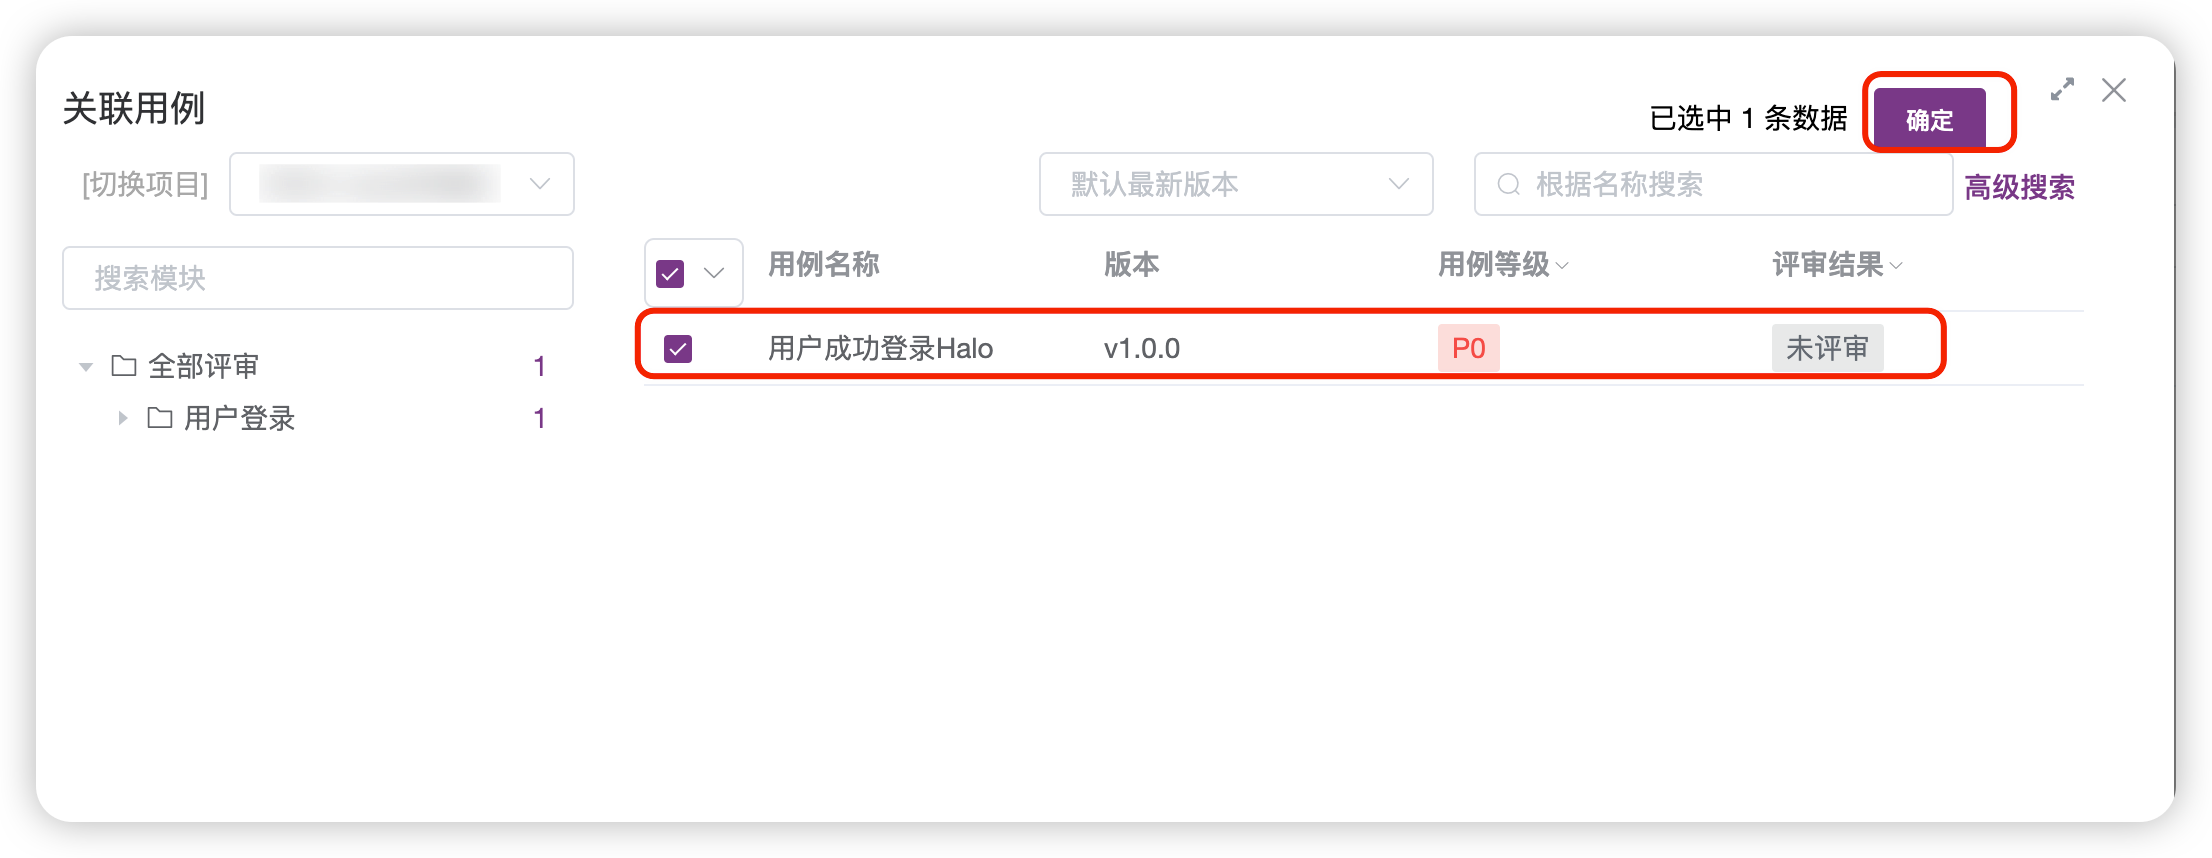 关联用例
已选中 1 条数据
确定
[切换项目]
默认最新版本
根据名称搜索
高级搜索
搜索模块
用例名称 版本 用例等级 评审结果
用户成功登录Halo v1.0.0 P0 未评审
全部评审 1
用户登录 1